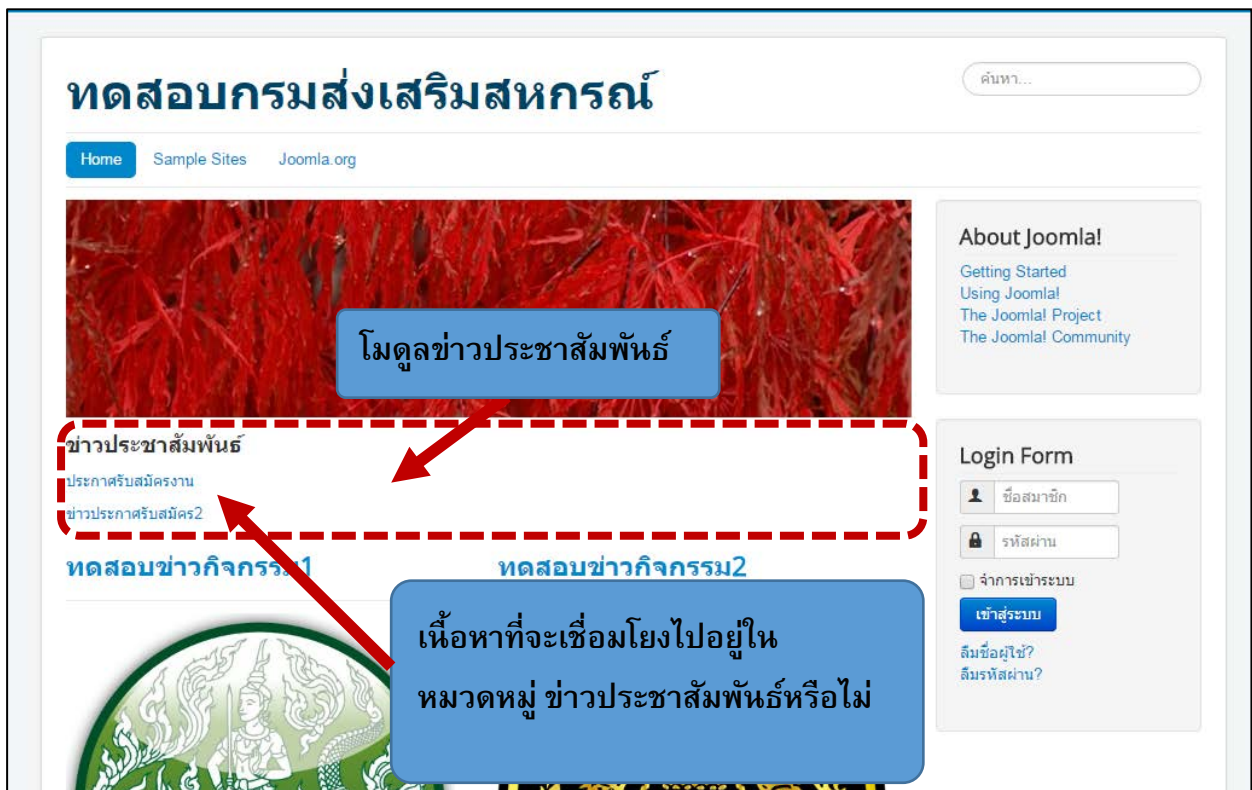 ทดสอบกรมส่งเสริมสหกรณ์
ค้นหา...
Home Sample Sites Joomla.org
About Joomla!
Getting Started
Using Joomla!
The Joomla! Project
The Joomla! Community
โมดูลข่าวประชาสัมพันธ์
ข่าวประชาสัมพันธ์
ประกาศรับสมัครงาน
ข่าวประกาศรับสมัคร2
Login Form
ชื่อสมาชิก
รหัสผ่าน
จำการเข้าระบบ
เข้าสู่ระบบ
ลืมชื่อผู้ใช้?
ลืมรหัสผ่าน?
ทดสอบข่าวกิจกรรม1
ทดสอบข่าวกิจกรรม2
เนื้อหาที่จะเชื่อมโยงไปอยู่ใน
หมวดหมู่ ข่าวประชาสัมพันธ์หรือไม่